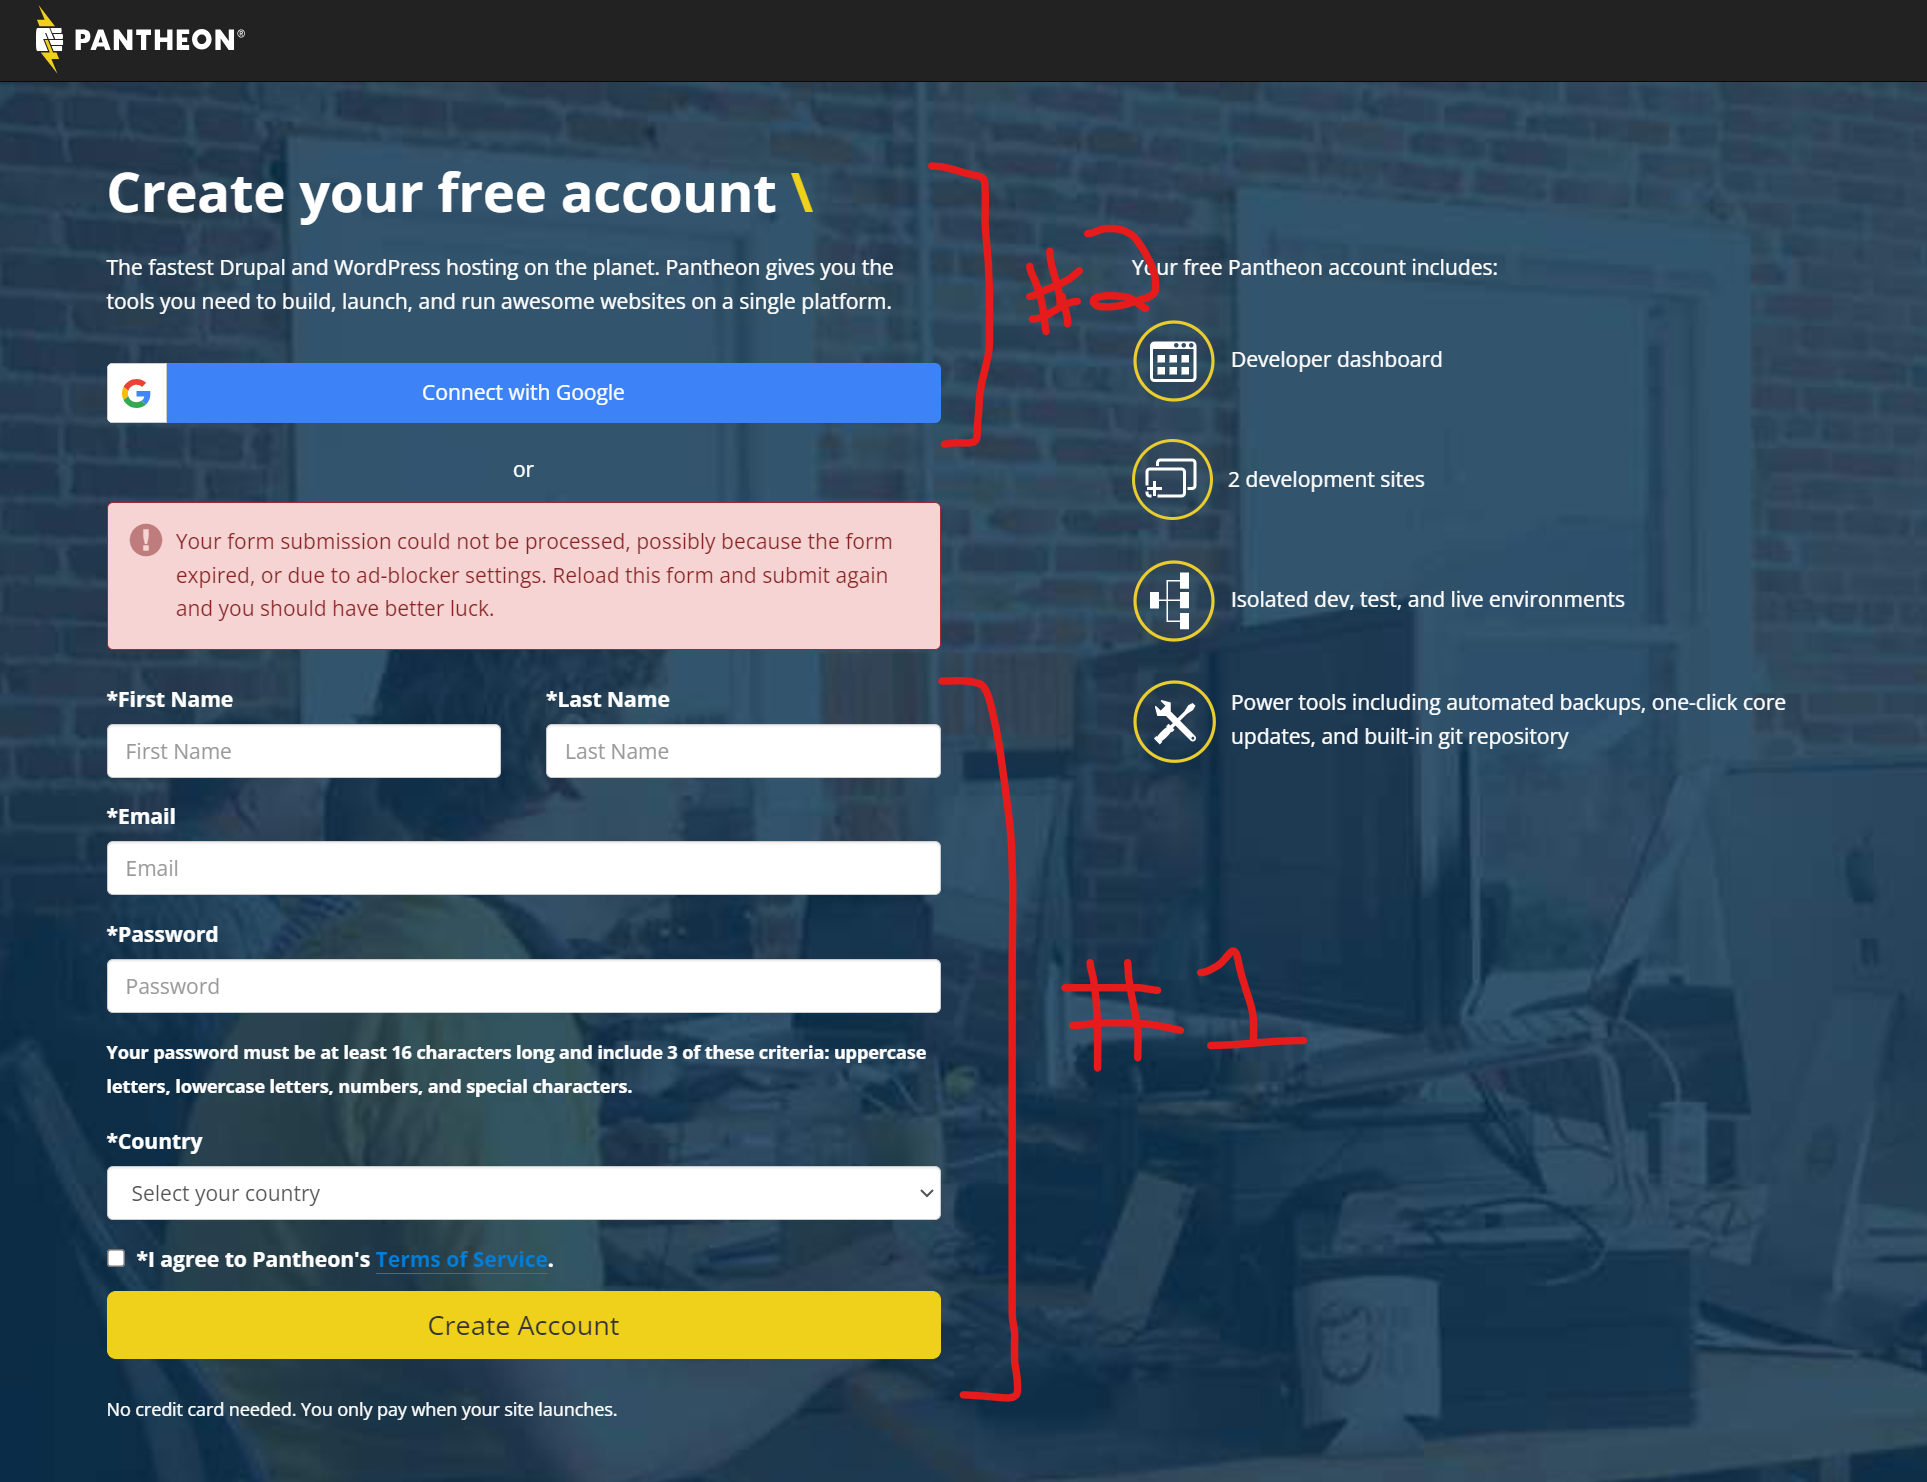 PANTHEON®
Create your free account \
The fastest Drupal and WordPress hosting on the planet. Pantheon gives you the
tools you need to build, launch, and run awesome websites on a single platform.
Connect with Google
or
Your form submission could not be processed, possibly because the form
expired, or due to ad-blocker settings. Reload this form and submit again
and you should have better luck.
*First Name
*Last Name
First Name
Last Name
*Email
Email
*Password
Password
Your password must be at least 16 characters long and include 3 of these criteria: uppercase
letters, lowercase letters, numbers, and special characters.
*Country
Select your country
*I agree to Pantheon's Terms of Service.
Create Account
No credit card needed. You only pay when your site launches.
#2
Your free Pantheon account includes:
Developer dashboard
2 development sites
Isolated dev, test, and live environments
Power tools including automated backups, one-click core
updates, and built-in git repository
#1